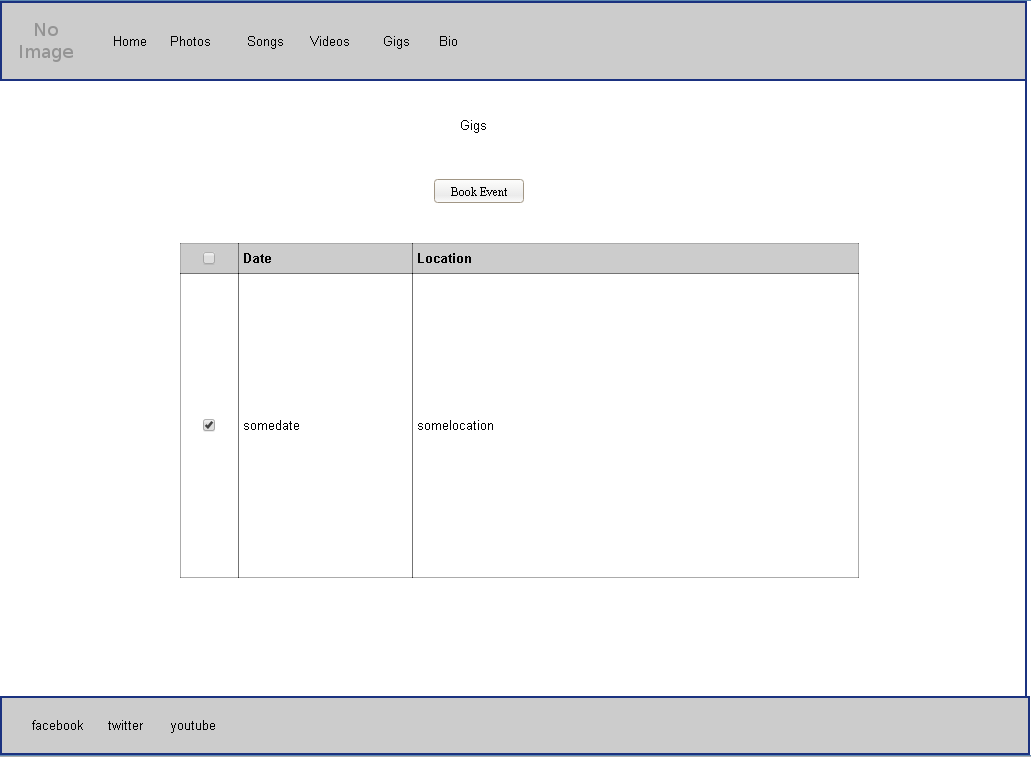 No
Image
Home Photos Songs Videos Gigs Bio
Gigs
Book Event
Date Location
somedate somelocation
facebook twitter youtube